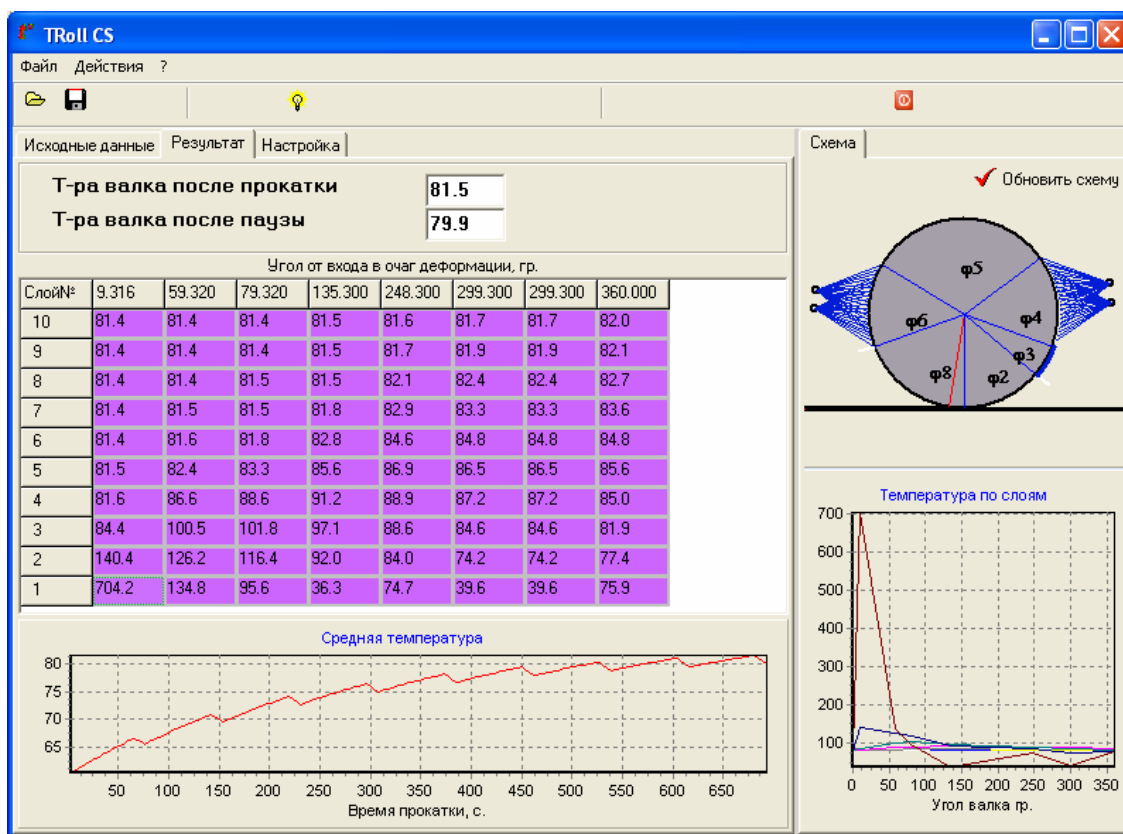 TRoll CS
Файл Действия ?
Исходные данные Результат Настройка
Т-ра валка после прокатки 81.5
Т-ра валка после паузы 79.9
Угол от входа в очаг деформации, гр.
Слой№ 9.316 59.320 79.320 135.300 248.300 299.300 299.300 360.000
10 81.4 81.4 81.4 81.5 81.6 81.7 81.7 82.0
9 81.4 81.4 81.4 81.5 81.7 81.9 81.9 82.1
8 81.4 81.4 81.5 81.5 82.1 82.4 82.4 82.7
7 81.4 81.5 81.5 81.8 82.9 83.3 83.3 83.6
6 81.4 81.6 81.8 82.8 84.6 84.8 84.8 84.8
5 81.5 82.4 83.3 85.6 86.9 86.5 86.5 85.6
4 81.6 86.6 88.6 91.2 88.9 87.2 87.2 85.0
3 84.4 100.5 101.8 97.1 88.6 84.6 84.6 81.9
2 140.4 126.2 116.4 92.0 84.0 74.2 74.2 77.4
1 704.2 134.8 95.6 36.3 74.7 39.6 39.6 75.9
Средняя температура
80
75
70
65
50 100 150 200 250 300 350 400 450 500 550 600 650
Время прокатки, с.
Схема
Обновить схему
φ5
φ6 φ4
φ3
φ8 φ2
Температура по слоям
700
600
500
400
300
200
100
0 50 100 150 200 250 300 350
Угол валка гр.